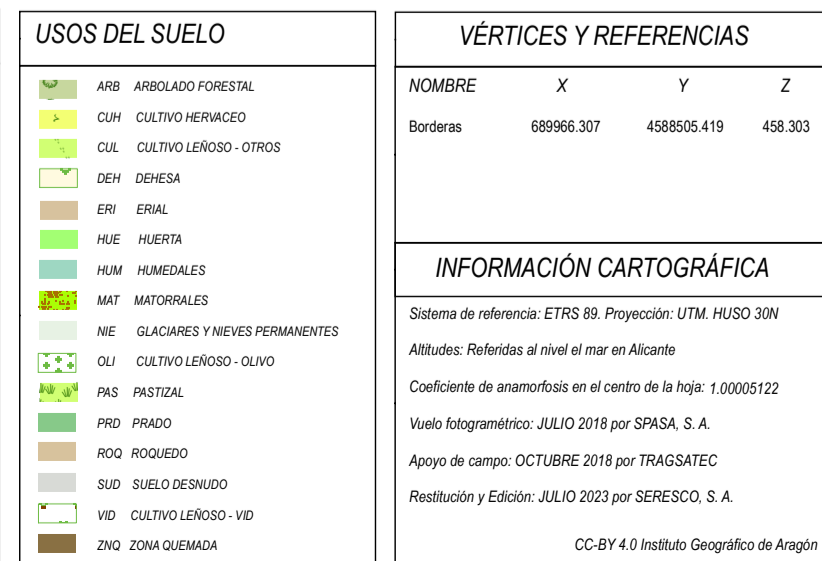 USOS DEL SUELO
ARB ARBOLADO FORESTAL
CUH CULTIVO HERVACEO
CUL CULTIVO LEÑOSO - OTROS
DEH DEHESA
ERI ERIAL
HUE HUERTA
HUM HUMEDALES
MAT MATORRALES
NIE GLACIARES Y NIEVES PERMANENTES
OLI CULTIVO LEÑOSO - OLIVO
PAS PASTIZAL
PRD PRADO
ROQ ROQUEDO
SUD SUELO DESNUDO
VID CULTIVO LEÑOSO - VID
ZNQ ZONA QUEMADA
VÉRTICES Y REFERENCIAS
NOMBRE X Y Z
Borderas 689966.307 4588505.419 458.303
INFORMACIÓN CARTOGRÁFICA
Sistema de referencia: ETRS 89. Proyección: UTM. HUSO 30N
Altitudes: Referidas al nivel el mar en Alicante
Coeficiente de anamorfosis en el centro de la hoja: 1.00005122
Vuelo fotogramétrico: JULIO 2018 por SPASA, S. A.
Apoyo de campo: OCTUBRE 2018 por TRAGSATEC
Restitución y Edición: JULIO 2023 por SERESCO, S. A.
CC-BY 4.0 Instituto Geográfico de Aragón